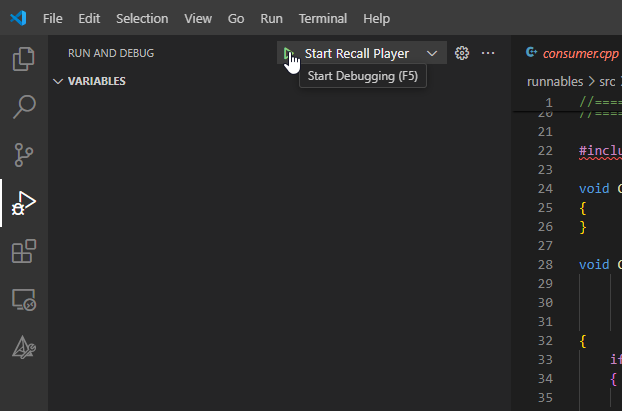 File Edit Selection View Go Run Terminal Help
RUN AND DEBUG
Start Recall Player
Start Debugging (F5)
VARIABLES
consumer.cpp
runnables > src
1 //====
20 //====
21
22 #inclu
23
24 void C
25 {
26 }
27
28 void C
29
30
31
32 {
33 if
34 {
35